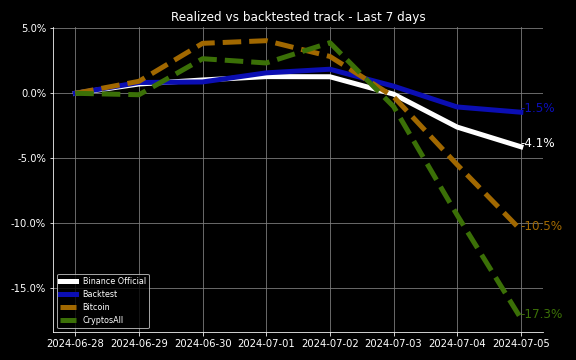 Realized vs backtested track - Last 7 days
5.0%
0.0%
-5.0%
-10.0%
-15.0%
-1.5%
-4.1%
-10.5%
-17.3%
Binance Official
Backtest
Bitcoin
CryptosAll
2024-06-28 2024-06-29 2024-06-30 2024-07-01 2024-07-02 2024-07-03 2024-07-04 2024-07-05